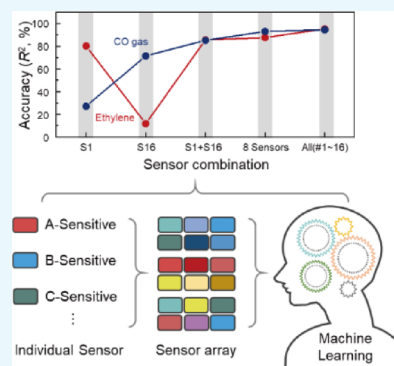 Accuracy (R², %)
100
80
60
40
20
0
CO gas
Ethylene
S1 S16 S1+S16 8 Sensors All(#1~16)
Sensor combination
A-Sensitive
B-Sensitive
C-Sensitive
⋮
Individual Sensor
Sensor array
Machine
Learning